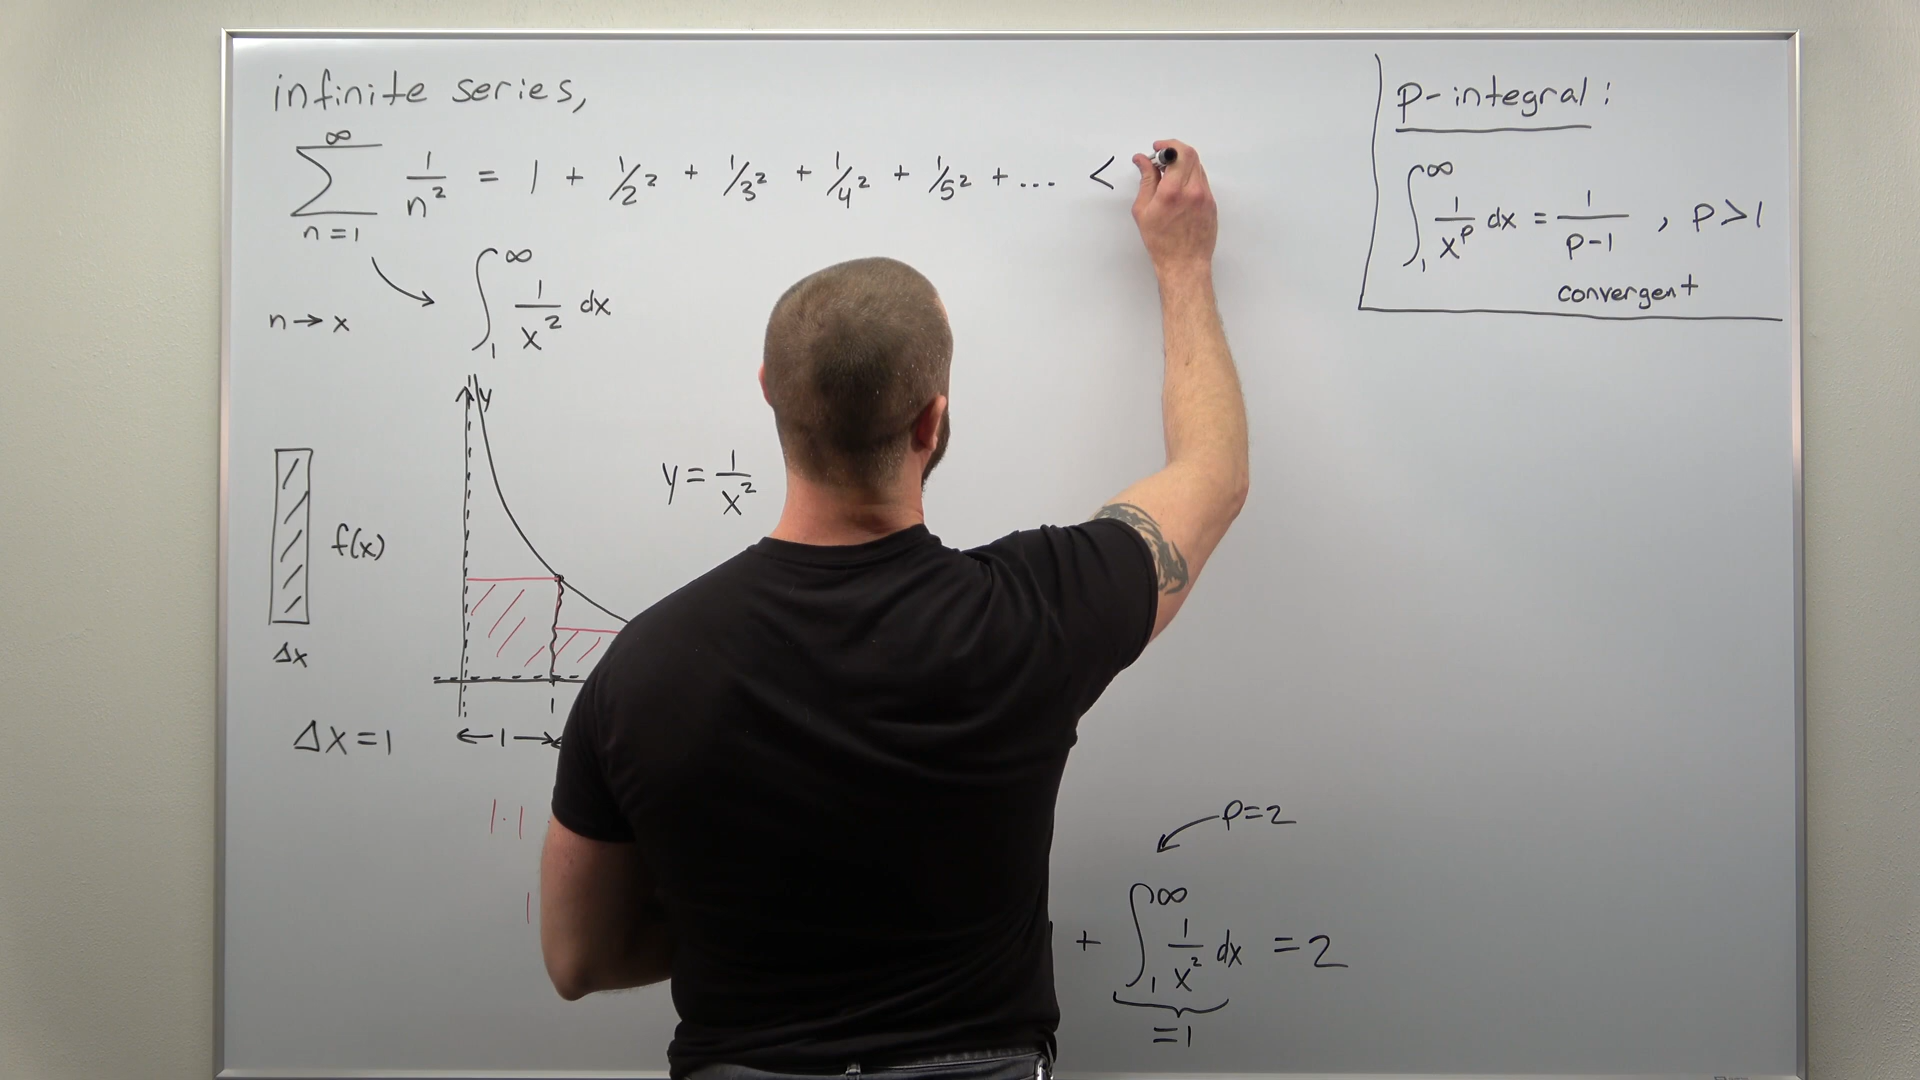 infinite series,
∞
∑ 1/n² = 1 + 1/2² + 1/3² + 1/4² + 1/5² + ... <
n=1
n → x
∫₁^∞ 1/x² dx
y
y = 1/x²
f(x)
Δx
1
Δx = 1
← 1 →
1·1
1
+ ∫₁^∞ 1/x² dx = 2
p=2
=1
p-integral:
∫₁^∞ 1/x^p dx = 1/(p-1) , p>1
convergent